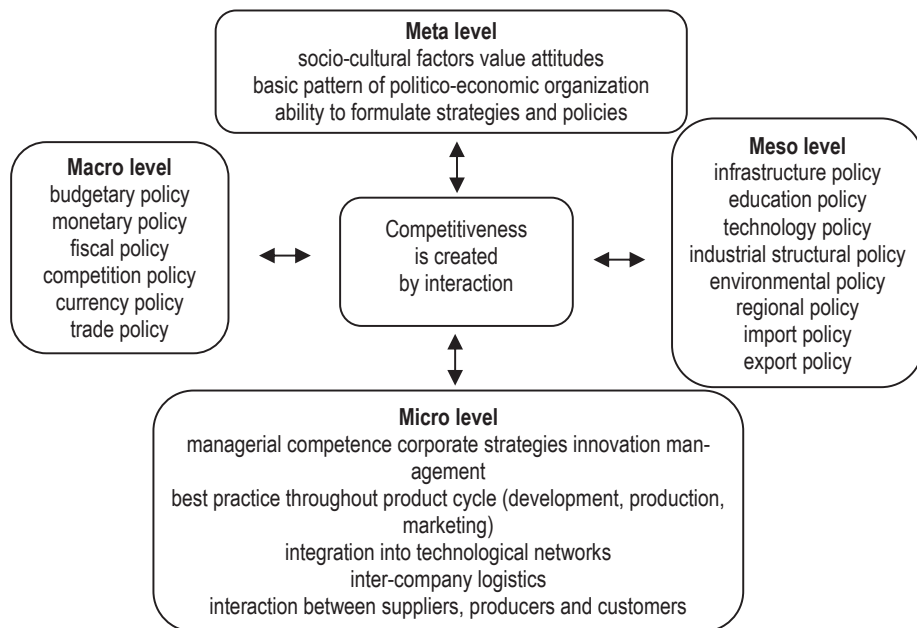 Meta level
socio-cultural factors value attitudes
basic pattern of politico-economic organization
ability to formulate strategies and policies
Macro level
budgetary policy
monetary policy
fiscal policy
competition policy
currency policy
trade policy
Competitiveness
is created
by interaction
Meso level
infrastructure policy
education policy
technology policy
industrial structural policy
environmental policy
regional policy
import policy
export policy
Micro level
managerial competence corporate strategies innovation man-
agement
best practice throughout product cycle (development, production,
marketing)
integration into technological networks
inter-company logistics
interaction between suppliers, producers and customers